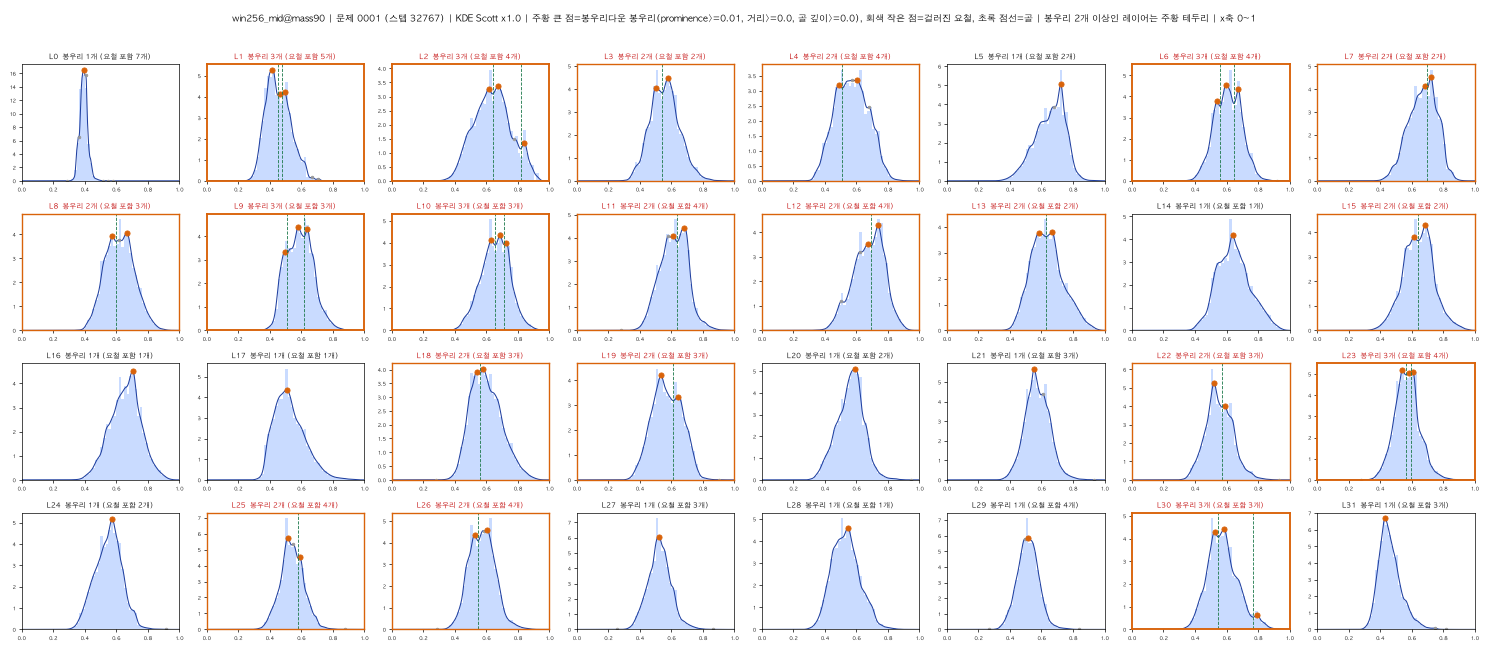 win256_mid@mass90 | 문제 0001 (스텝 32767) | KDE Scott x1.0 | 주황 큰 점=봉우리다운 봉우리(prominence>=0.01, 거리>=0.0, 골 깊이>=0.0), 회색 작은 점=걸러진 요철, 초록 점선=골 | 봉우리 2개 이상인 레이어는 주황 테두리 | x축 0~1
L0 봉우리 1개 (요철 포함 7개)
L1 봉우리 3개 (요철 포함 5개)
L2 봉우리 3개 (요철 포함 4개)
L3 봉우리 2개 (요철 포함 2개)
L4 봉우리 2개 (요철 포함 4개)
L5 봉우리 1개 (요철 포함 2개)
L6 봉우리 3개 (요철 포함 4개)
L7 봉우리 2개 (요철 포함 2개)
L8 봉우리 2개 (요철 포함 3개)
L9 봉우리 3개 (요철 포함 3개)
L10 봉우리 3개 (요철 포함 3개)
L11 봉우리 2개 (요철 포함 4개)
L12 봉우리 2개 (요철 포함 4개)
L13 봉우리 2개 (요철 포함 2개)
L14 봉우리 1개 (요철 포함 1개)
L15 봉우리 2개 (요철 포함 2개)
L16 봉우리 1개 (요철 포함 1개)
L17 봉우리 1개 (요철 포함 1개)
L18 봉우리 2개 (요철 포함 3개)
L19 봉우리 2개 (요철 포함 3개)
L20 봉우리 1개 (요철 포함 2개)
L21 봉우리 1개 (요철 포함 3개)
L22 봉우리 2개 (요철 포함 3개)
L23 봉우리 3개 (요철 포함 4개)
L24 봉우리 1개 (요철 포함 2개)
L25 봉우리 2개 (요철 포함 4개)
L26 봉우리 2개 (요철 포함 4개)
L27 봉우리 1개 (요철 포함 3개)
L28 봉우리 1개 (요철 포함 1개)
L29 봉우리 1개 (요철 포함 4개)
L30 봉우리 3개 (요철 포함 3개)
L31 봉우리 1개 (요철 포함 3개)